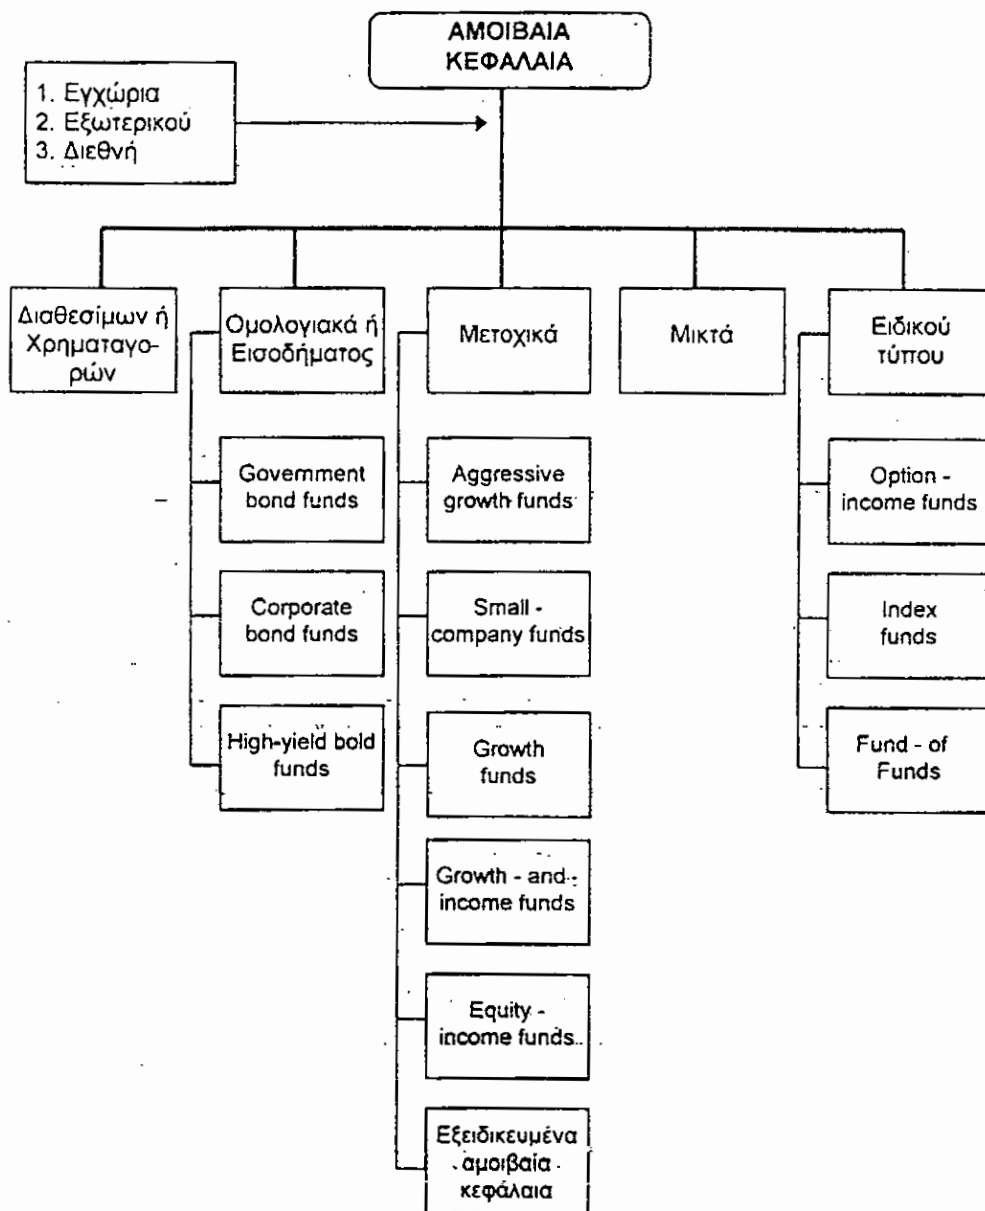 ΑΜΟΙΒΑΙΑ
ΚΕΦΑΛΑΙΑ
1. Εγχώρια
2. Εξωτερικού
3. Διεθνή
Διαθεσίμων ή
Χρηματαγο-
ρών
Ομολογιακά ή
Εισοδήματος
Μετοχικά
Μικτά
Ειδικού
τύπου
Government
bond funds
Corporate
bond funds
High-yield bold
funds
Aggressive
growth funds
Small -
company funds
Growth
funds
Growth - and -
income funds
Equity -
income funds
Εξειδικευμένα
αμοιβαία
κεφάλαια
Option -
income funds
Index
funds
Fund - of
Funds